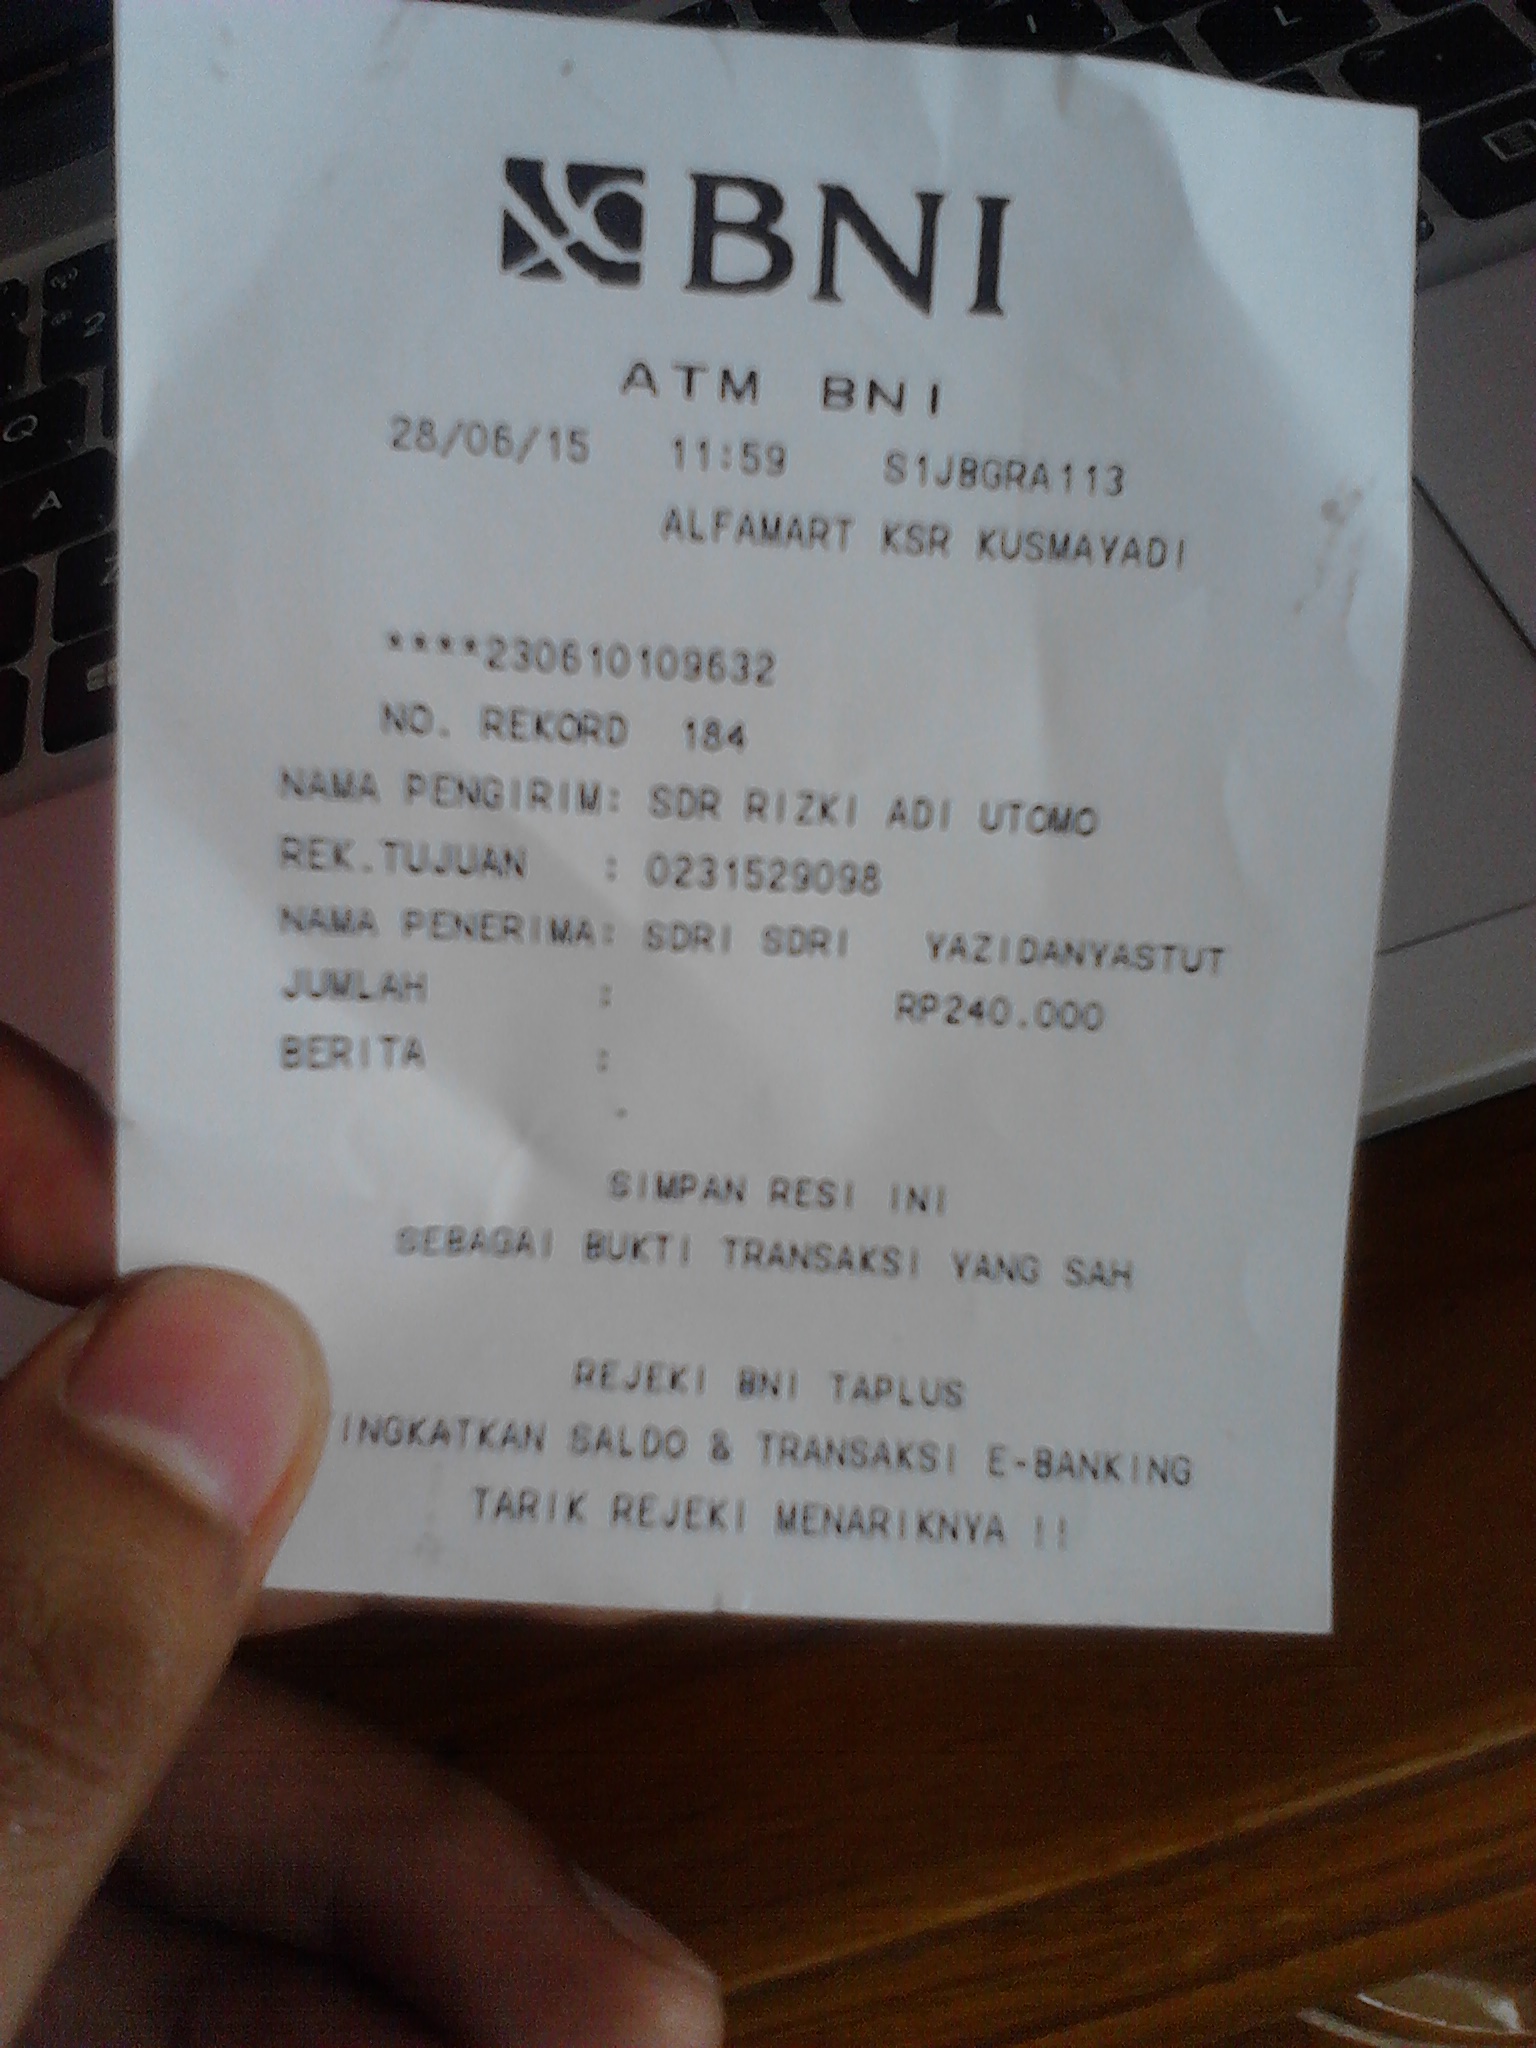 BNI
ATM BNI
28/06/15 11:59 S1JBGRA113
ALFAMART KSR KUSMAYADI
****230610109632
NO. REKORD 184
NAMA PENGIRIM: SDR RIZKI ADI UTOMO
REK.TUJUAN : 0231529098
NAMA PENERIMA: SDRI SDRI YAZIDANYASTUT
JUMLAH : RP240.000
BERITA :
-
SIMPAN RESI INI
SEBAGAI BUKTI TRANSAKSI YANG SAH
REJEKI BNI TAPLUS
INGKATKAN SALDO & TRANSAKSI E-BANKING
TARIK REJEKI MENARIKNYA !!